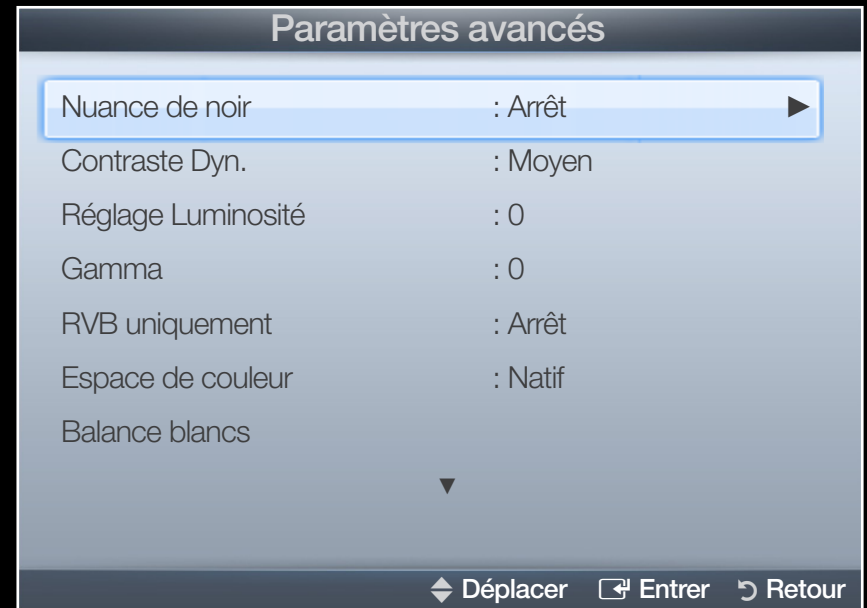 Paramètres avancés
Nuance de noir : Arrêt ►
Contraste Dyn. : Moyen
Réglage Luminosité : 0
Gamma : 0
RVB uniquement : Arrêt
Espace de couleur : Natif
Balance blancs
▼
Déplacer Entrer Retour